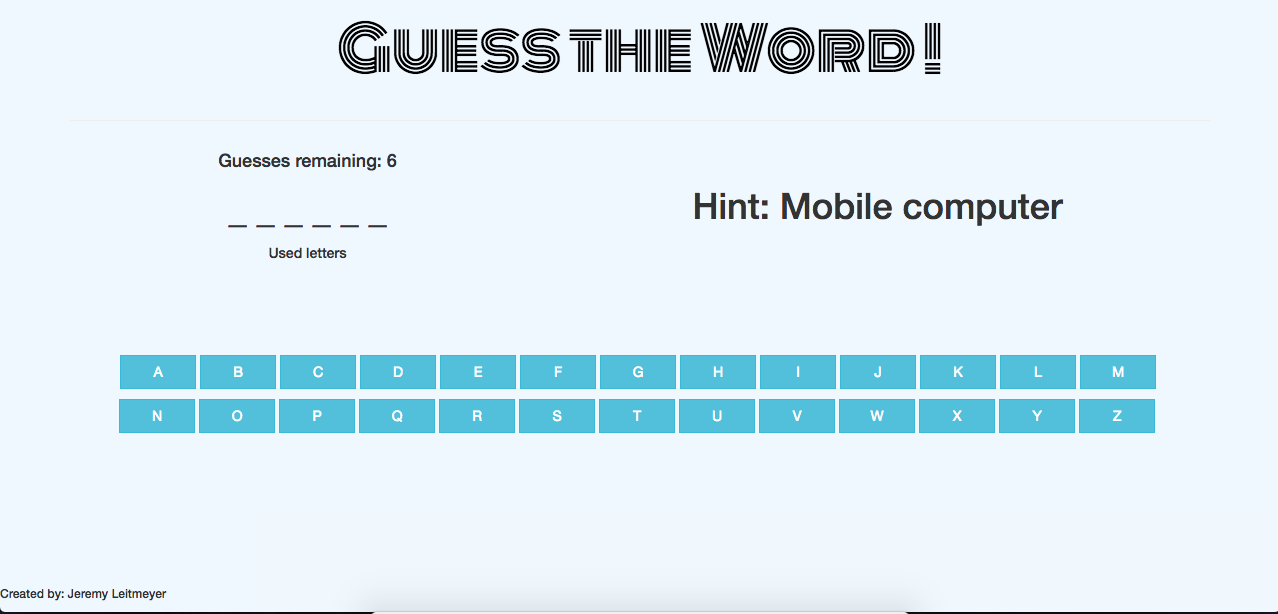 Guess the Word!
Guesses remaining: 6
_ _ _ _ _ _
Used letters
Hint: Mobile computer
A B C D E F G H I J K L M
N O P Q R S T U V W X Y Z
Created by: Jeremy Leitmeyer